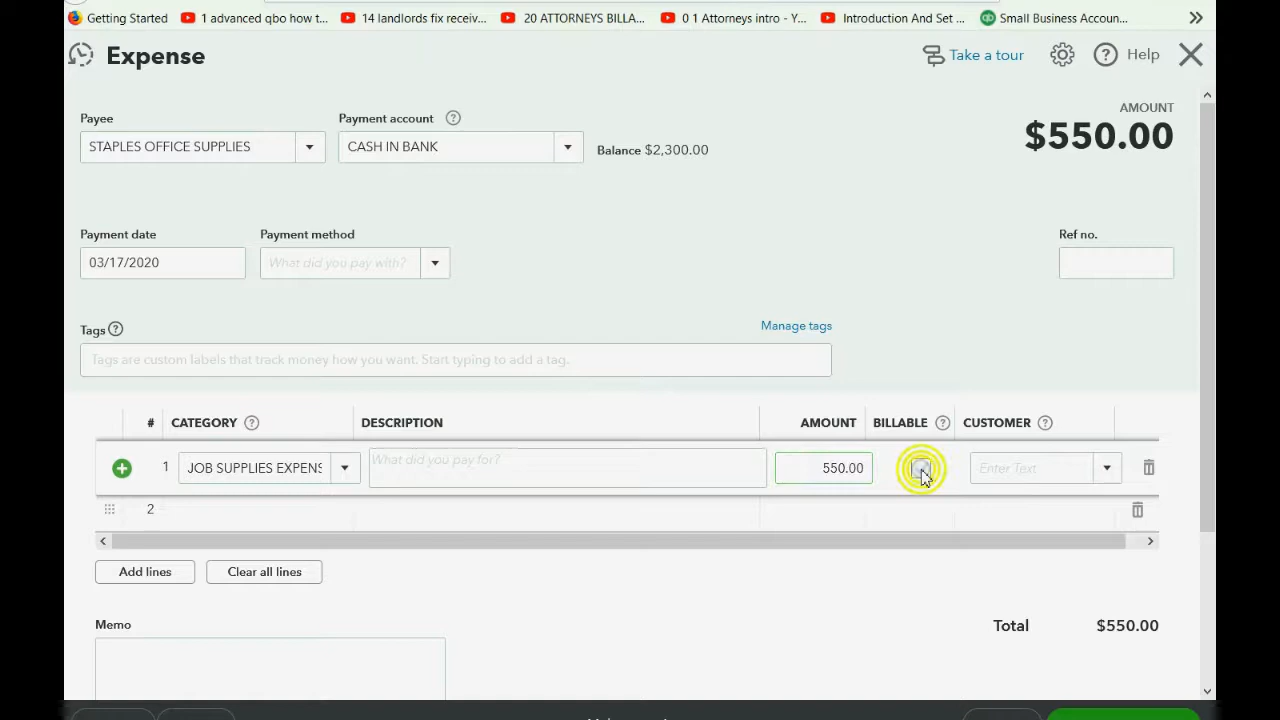 Getting Started 1 advanced qbo how t... 14 landlords fix receiv... 20 ATTORNEYS BILLA... 0 1 Attorneys intro - Y... Introduction And Set ... Small Business Accoun...
Expense Take a tour Help
AMOUNT
$550.00
Payee Payment account
STAPLES OFFICE SUPPLIES CASH IN BANK Balance $2,300.00
Payment date Payment method Ref no.
03/17/2020 What did you pay with?
Tags Manage tags
Tags are custom labels that track money how you want. Start typing to add a tag.
# CATEGORY DESCRIPTION AMOUNT BILLABLE CUSTOMER
1 JOB SUPPLIES EXPENS What did you pay for? 550.00 Enter Text
2
Add lines Clear all lines
Memo Total $550.00